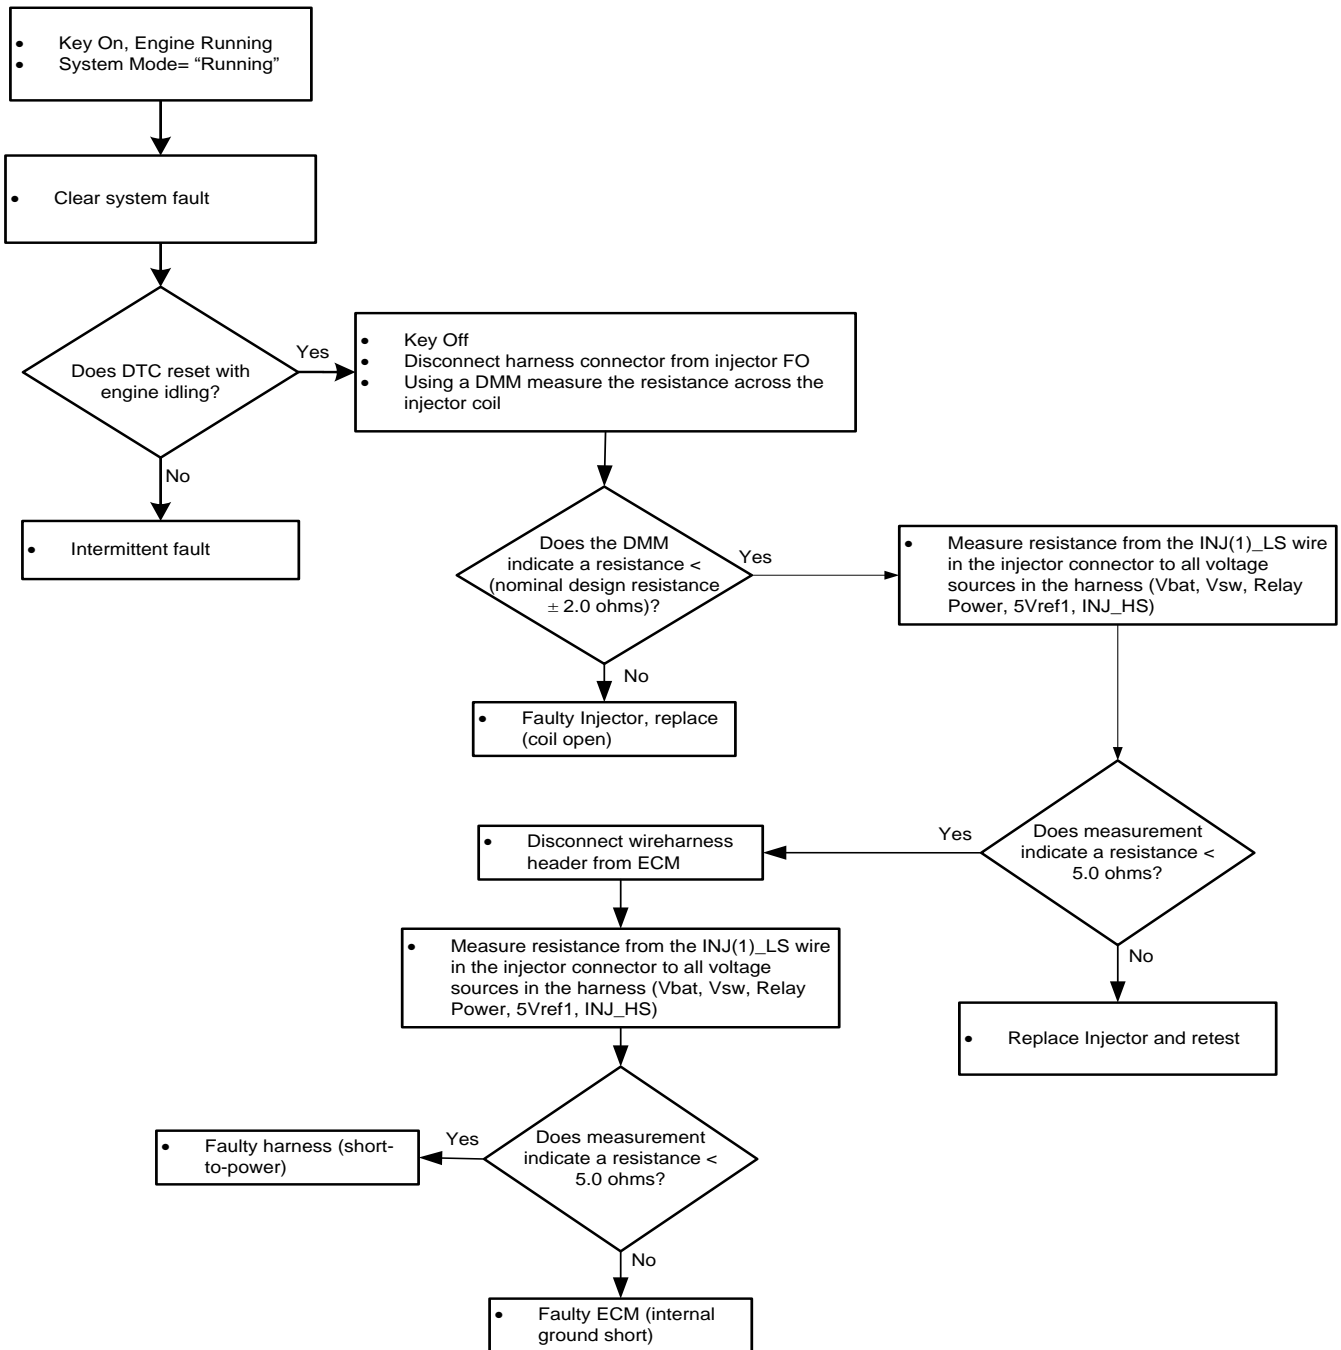 • Key On, Engine Running
• System Mode= “Running”
• Clear system fault
Does DTC reset with
engine idling?
Yes
No
• Intermittent fault
• Key Off
• Disconnect harness connector from injector FO
• Using a DMM measure the resistance across the
injector coil
Does the DMM
indicate a resistance <
(nominal design resistance
± 2.0 ohms)?
Yes
No
• Faulty Injector, replace
(coil open)
• Measure resistance from the INJ(1)_LS wire
in the injector connector to all voltage
sources in the harness (Vbat, Vsw, Relay
Power, 5Vref1, INJ_HS)
Does measurement
indicate a resistance <
5.0 ohms?
Yes
No
• Replace Injector and retest
• Disconnect wireharness
header from ECM
• Measure resistance from the INJ(1)_LS wire
in the injector connector to all voltage
sources in the harness (Vbat, Vsw, Relay
Power, 5Vref1, INJ_HS)
Does measurement
indicate a resistance <
5.0 ohms?
Yes
• Faulty harness (short-
to-power)
No
• Faulty ECM (internal
ground short)